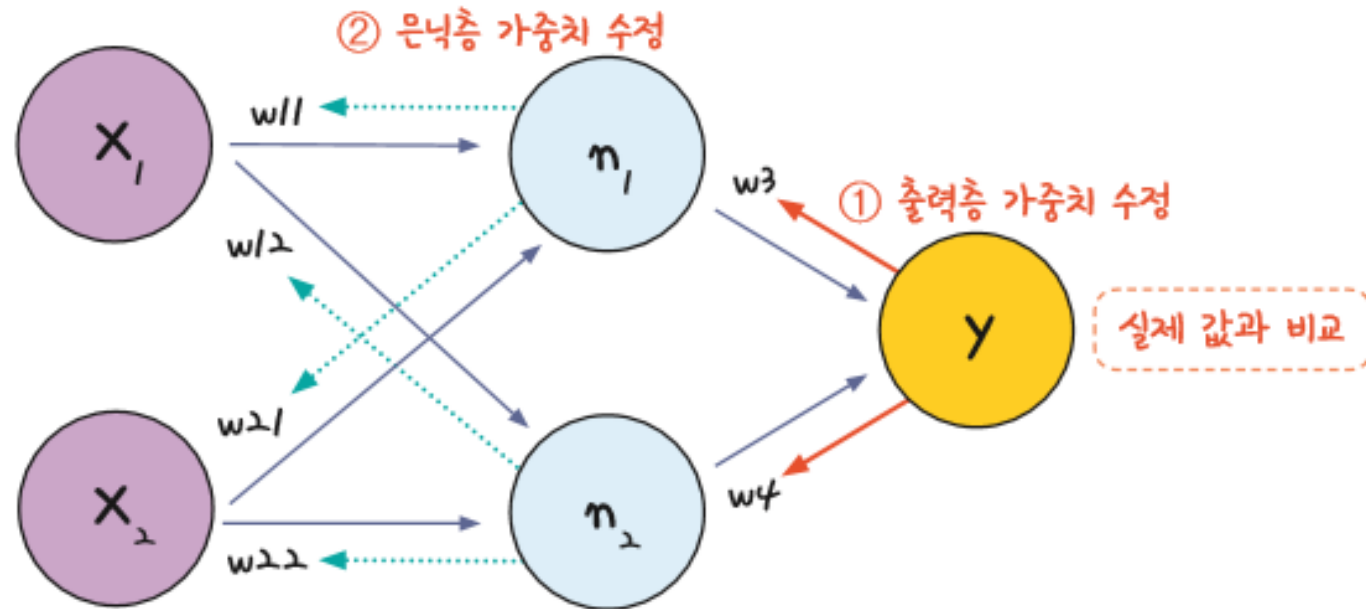 ② 은닉층 가중치 수정
x₁
w11
n₁
w3
① 출력층 가중치 수정
w12
y
실제 값과 비교
w21
x₂
n₂
w4
w22